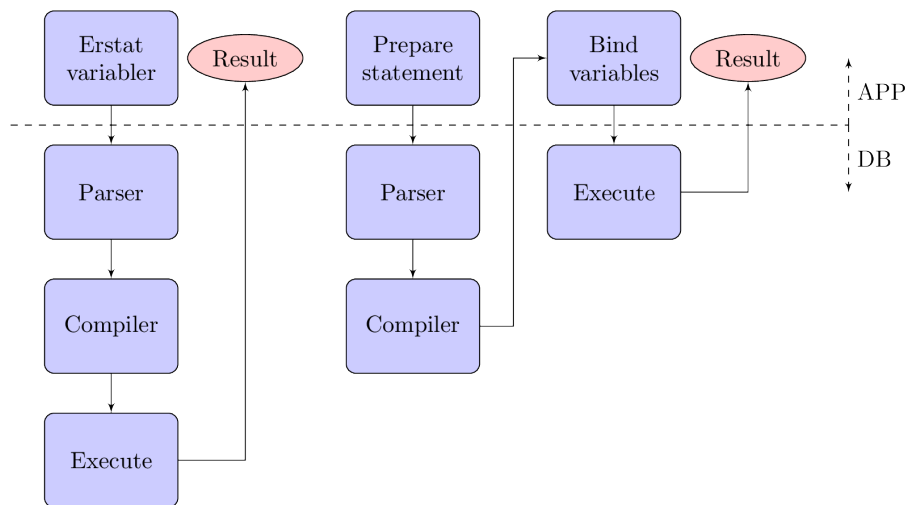 Erstat
variabler
Result
Prepare
statement
Bind
variables
Result
APP
DB
Parser
Parser
Execute
Compiler
Compiler
Execute